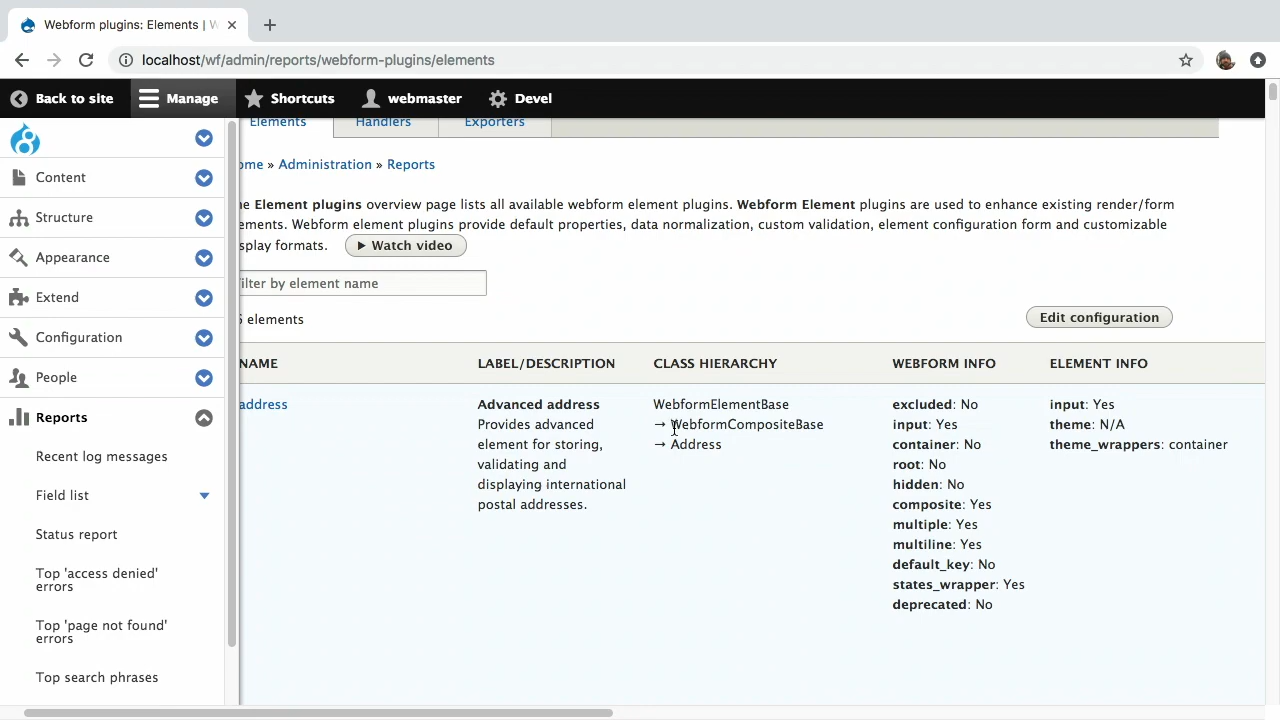 Webform plugins: Elements | W
localhost/wf/admin/reports/webform-plugins/elements
Back to site
Manage
Shortcuts
webmaster
Devel
Content
Structure
Appearance
Extend
Configuration
People
Reports
Recent log messages
Field list
Status report
Top 'access denied'
errors
Top 'page not found'
errors
Top search phrases
Elements
Handlers
Exporters
ome » Administration » Reports
e Element plugins overview page lists all available webform element plugins. Webform Element plugins are used to enhance existing render/form
ements. Webform element plugins provide default properties, data normalization, custom validation, element configuration form and customizable
splay formats.
Watch video
ilter by element name
elements
Edit configuration
NAME
LABEL/DESCRIPTION
CLASS HIERARCHY
WEBFORM INFO
ELEMENT INFO
address
Advanced address
Provides advanced
element for storing,
validating and
displaying international
postal addresses.
WebformElementBase
→ WebformCompositeBase
→ Address
excluded: No
input: Yes
container: No
root: No
hidden: No
composite: Yes
multiple: Yes
multiline: Yes
default_key: No
states_wrapper: Yes
deprecated: No
input: Yes
theme: N/A
theme_wrappers: container